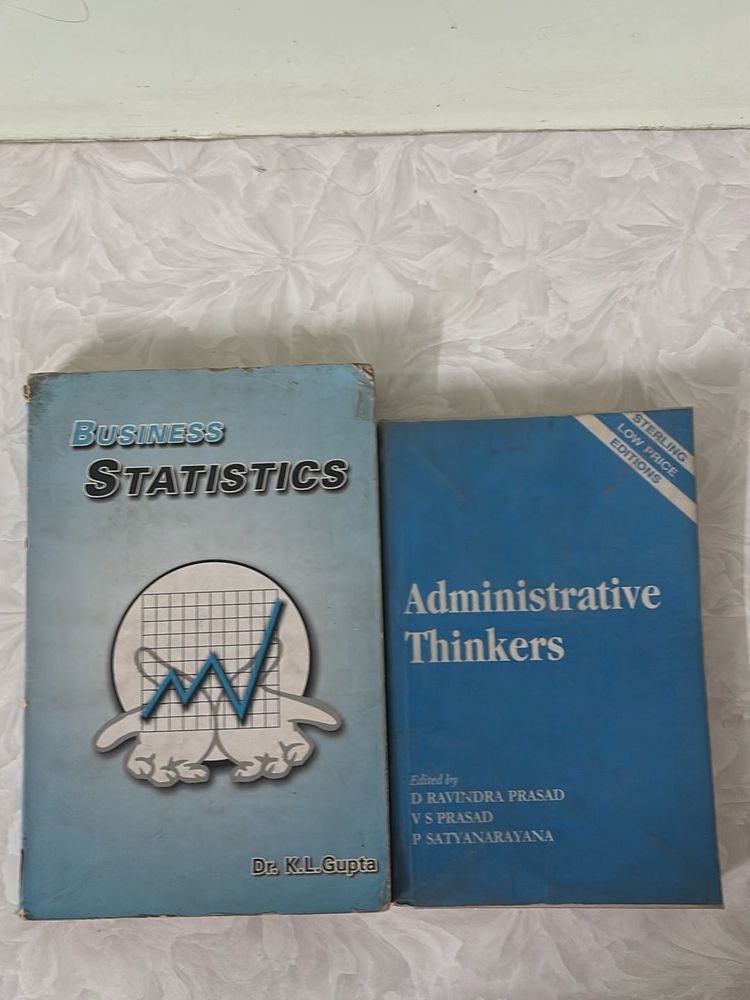 BUSINESS
STATISTICS
Dr. K.L.Gupta
STERLING
LOW PRICE
EDITIONS
Administrative
Thinkers
Edited by
D RAVINDRA PRASAD
V S PRASAD
P SATYANARAYANA